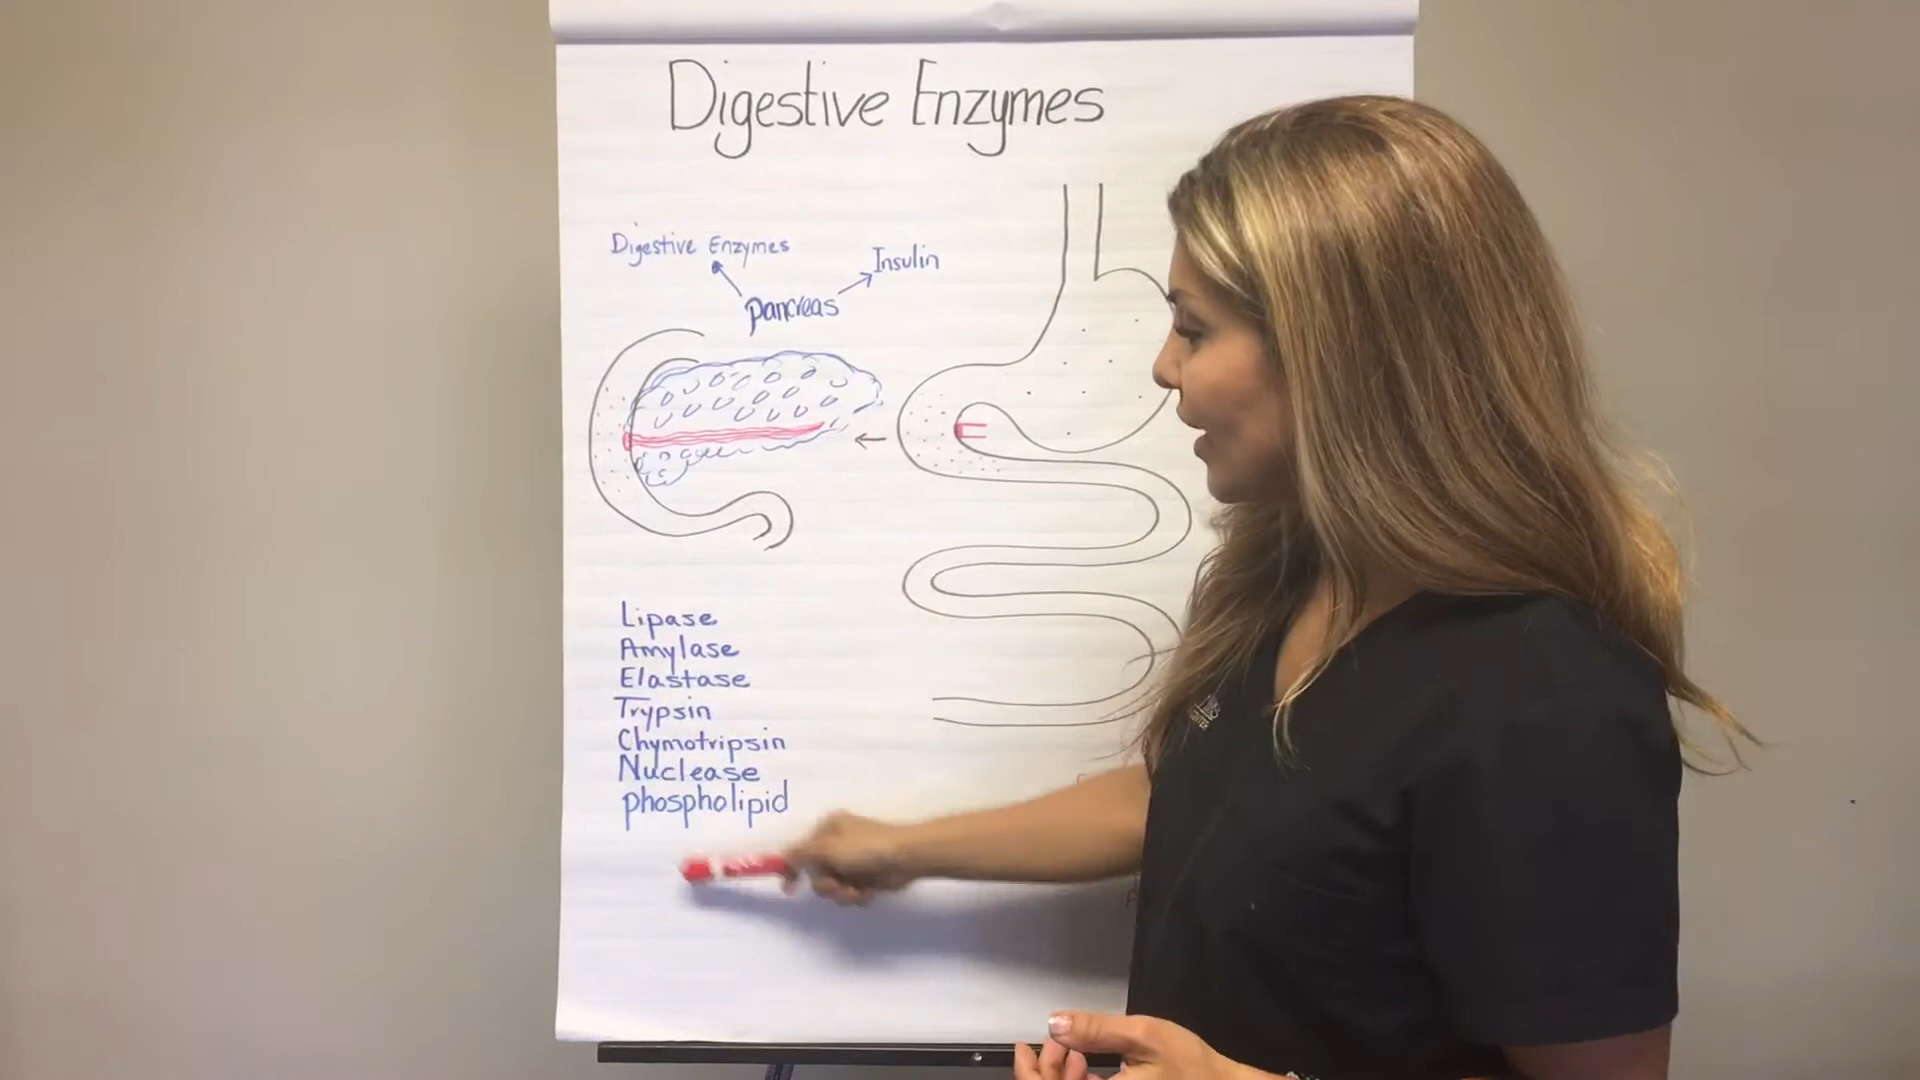 Digestive Enzymes
Digestive Enzymes
Insulin
Pancreas
Lipase
Amylase
Elastase
Trypsin
Chymotripsin
Nuclease
phospholipid